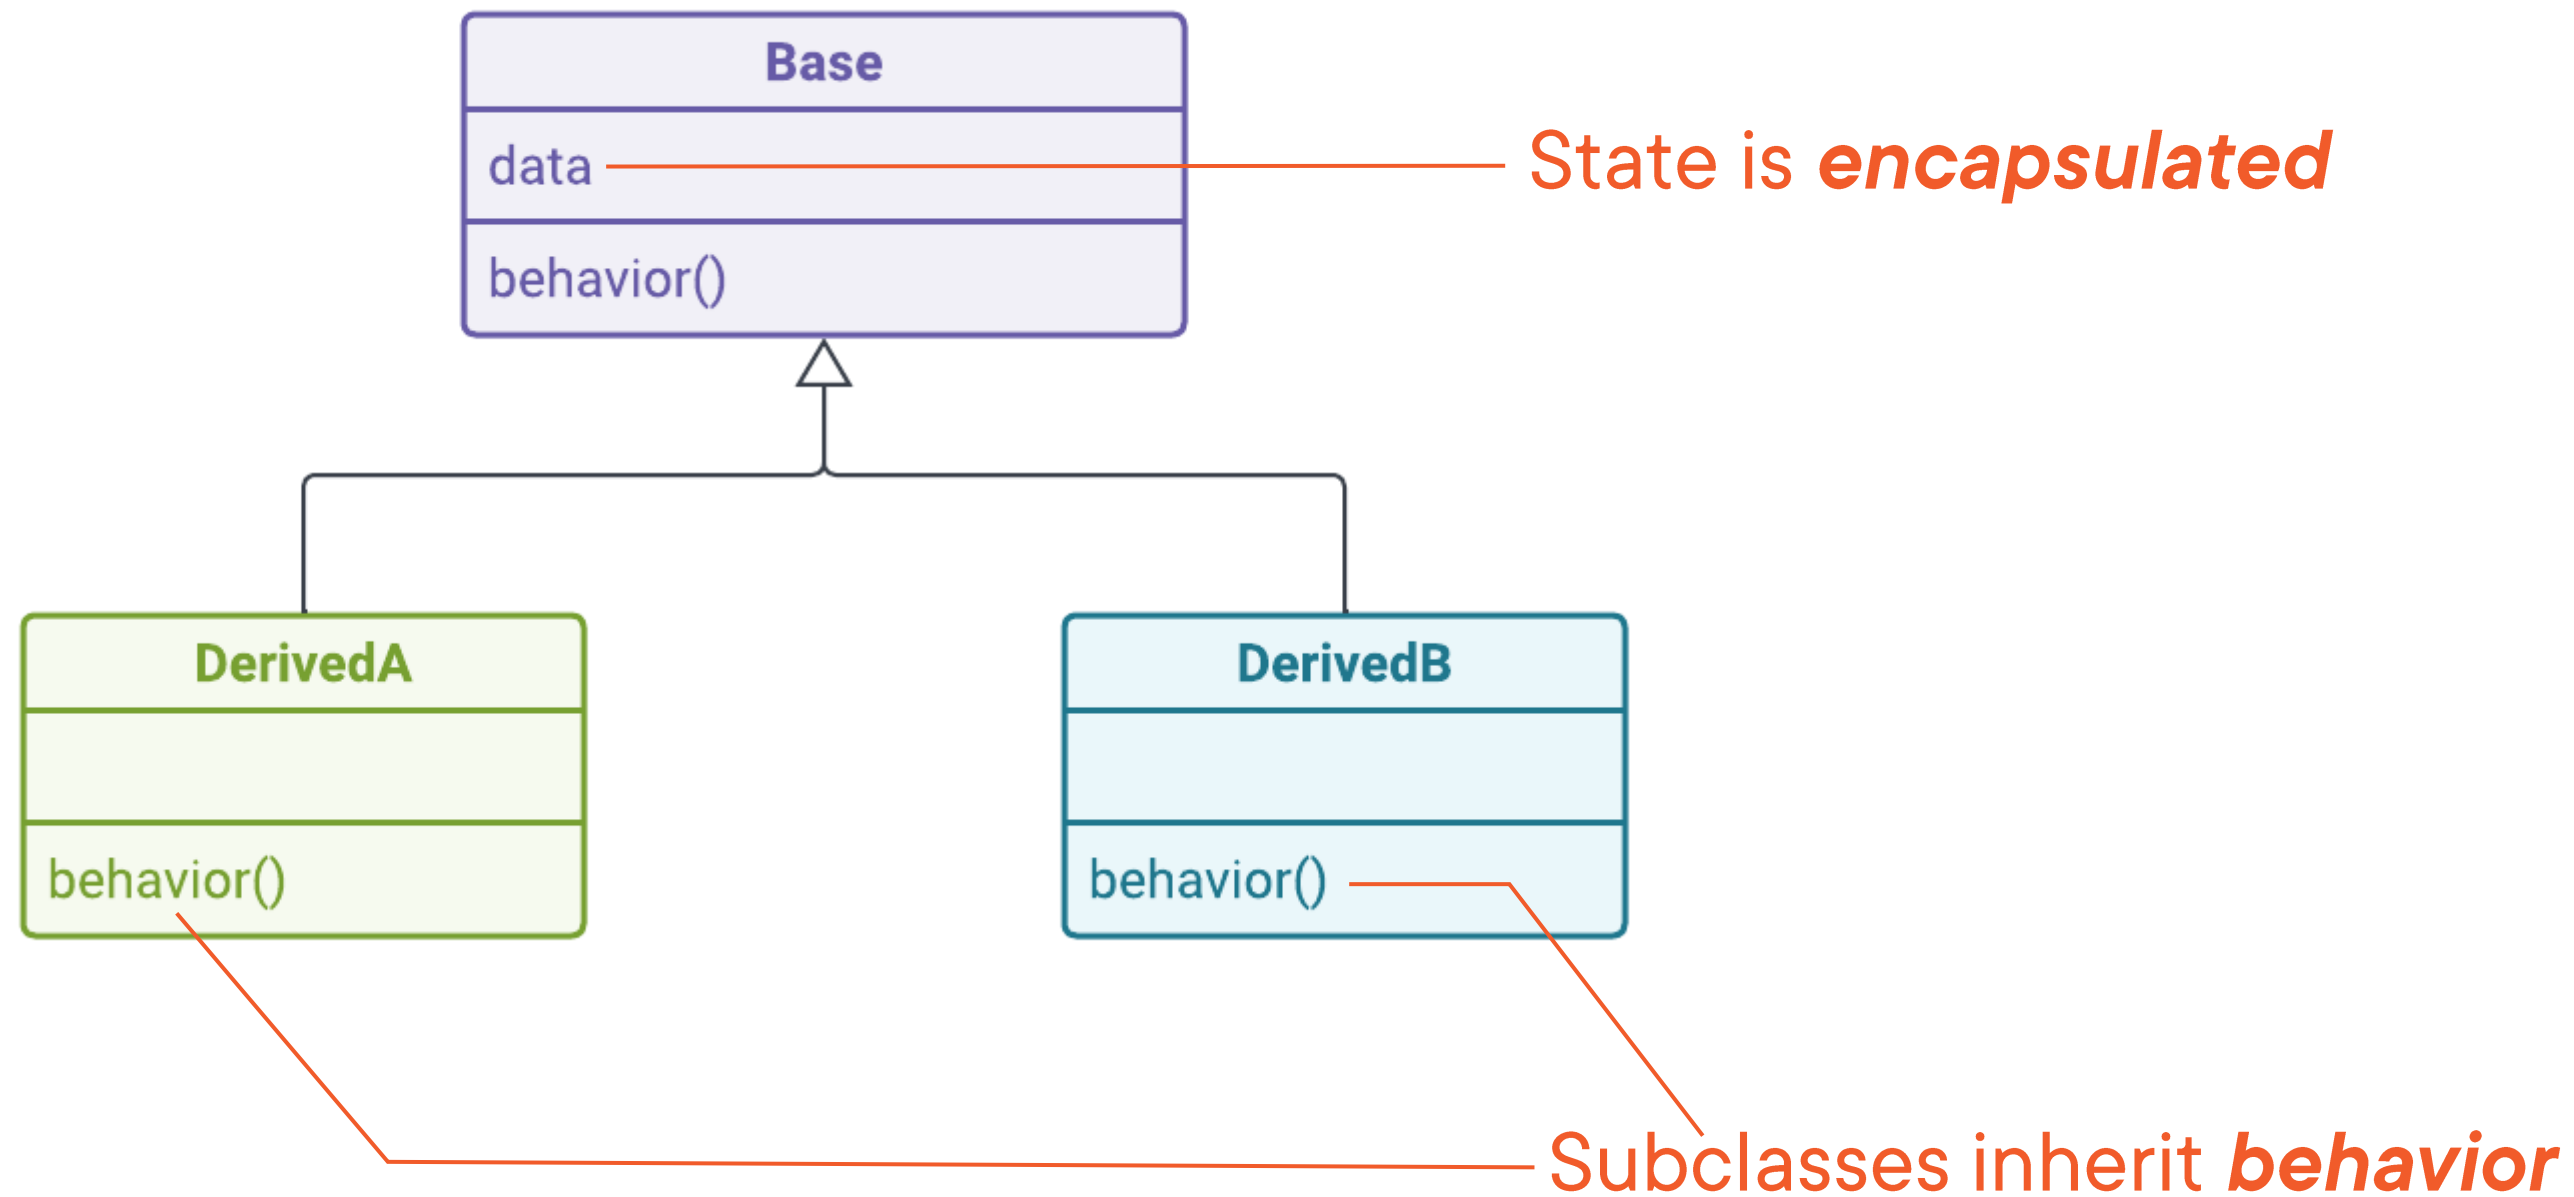 Base
data
State is encapsulated
behavior()
DerivedA
DerivedB
behavior()
behavior()
Subclasses inherit behavior